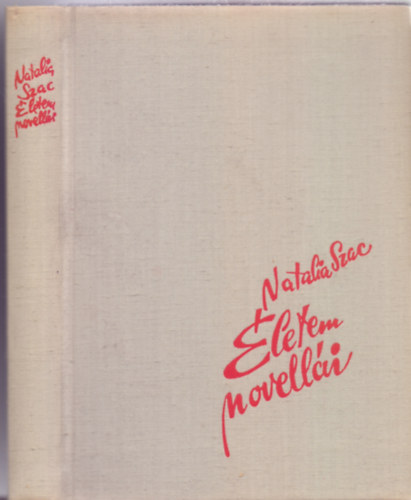 Natalia
Szac
Életem
novellái
Natalia Szac
Életem
novellái